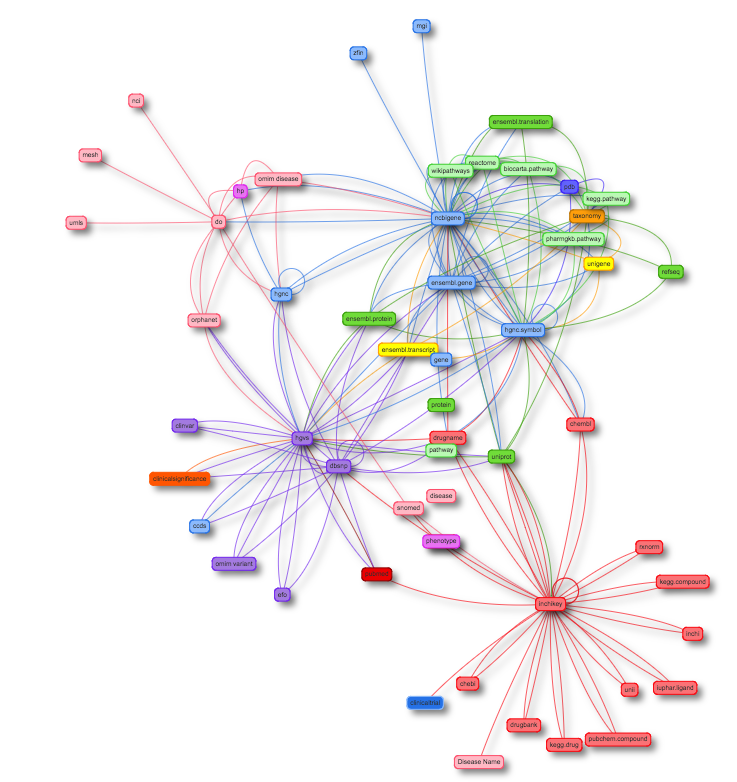 mgi
zfin
nci
ensembl.translation
mesh
reactome
wikipathways
biocarta.pathway
omim.disease
hp
pdb
kegg.pathway
umls
do
ncbigene
taxonomy
pharmgkb.pathway
unigene
refseq
ensembl.gene
hgnc
orphanet
ensembl.protein
hgnc.symbol
ensembl.transcript
gene
protein
clinvar
chembl
hgvs
drugname
pathway
uniprot
dbsnp
clinicalsignificance
disease
snomed
ccds
phenotype
rxnorm
omim.variant
kegg.compound
efo
inchikey
inchi
chebi
unii
iuphar.ligand
clinicaltrial
drugbank
kegg.drug
pubchem.compound
Disease Name